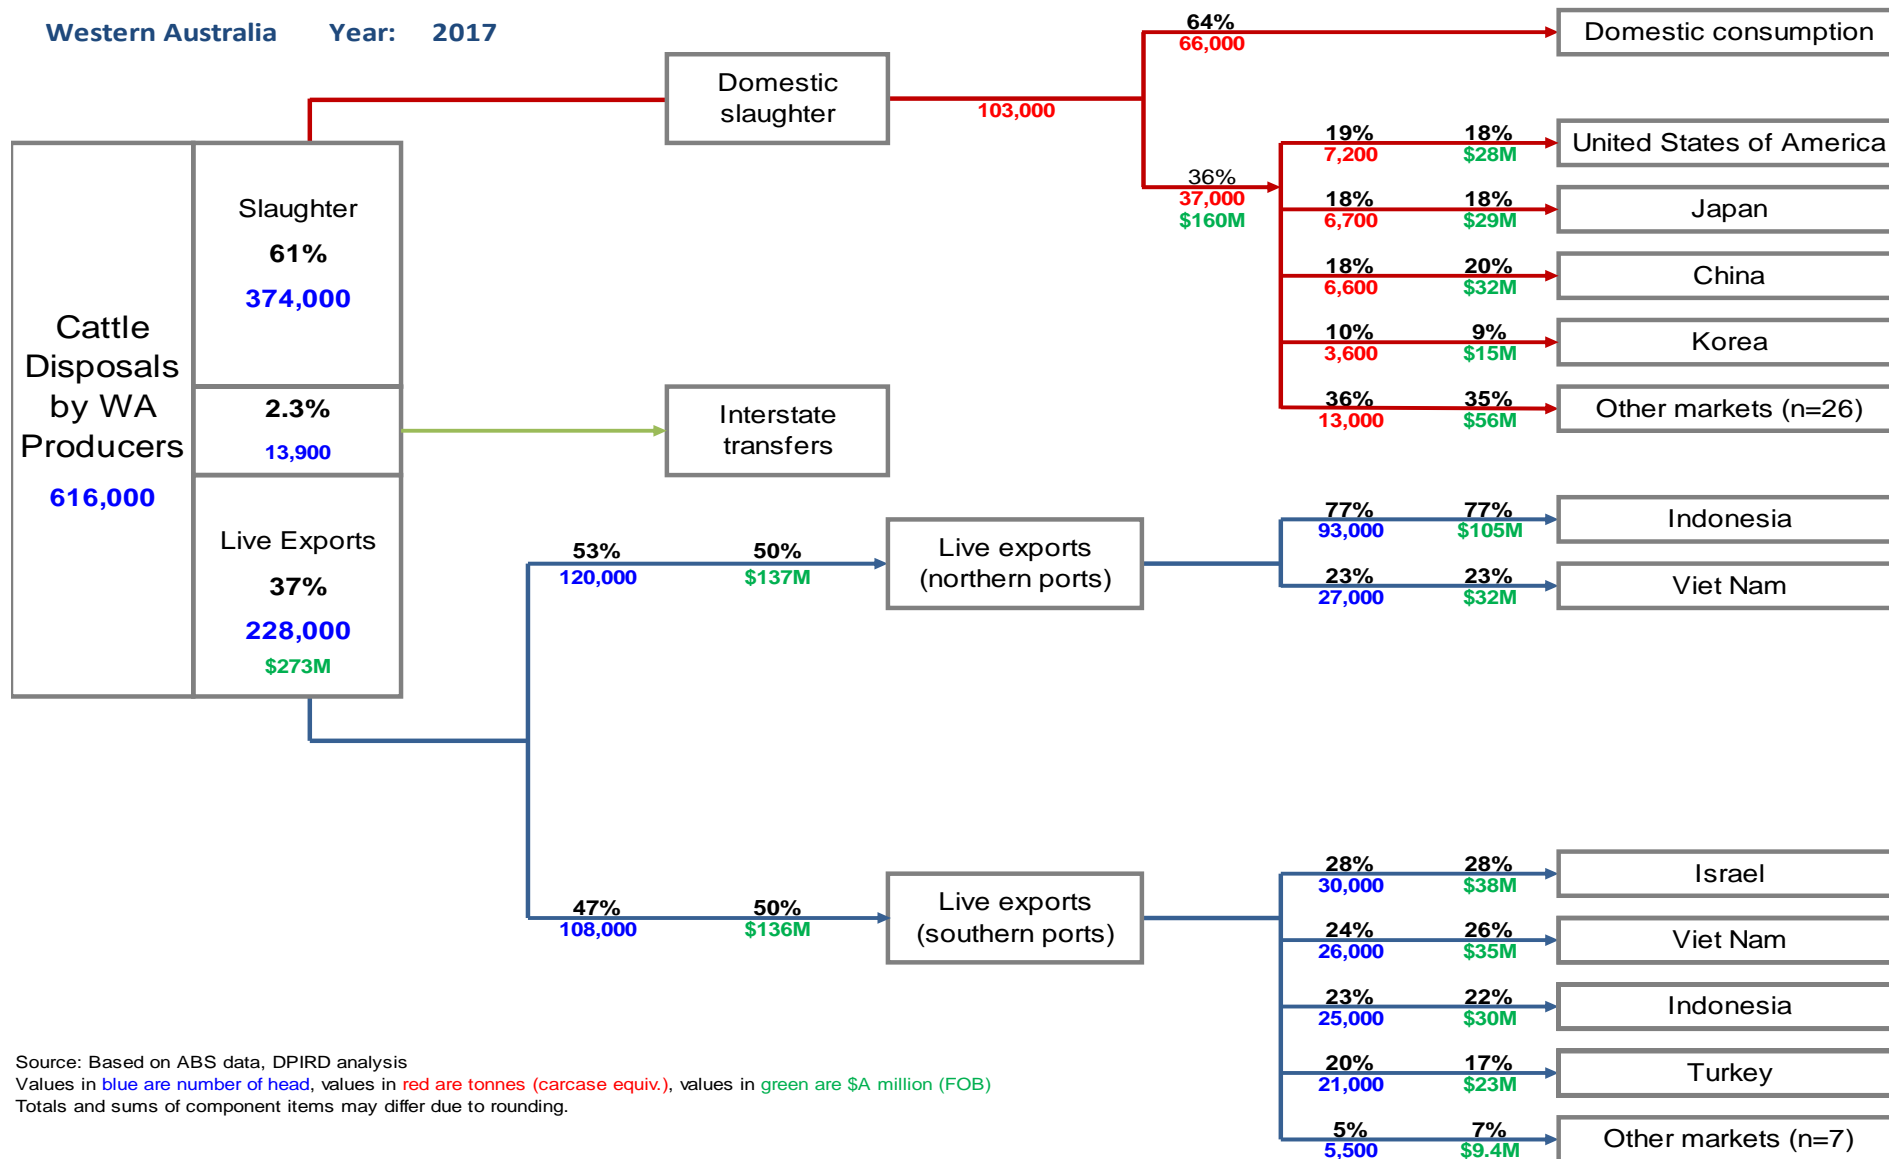 Western Australia Year: 2017
Cattle
Disposals
by WA
Producers
616,000
Slaughter
61%
374,000
2.3%
13,900
Live Exports
37%
228,000
$273M
Domestic
slaughter
103,000
64%
66,000
Domestic consumption
36%
37,000
$160M
19% 18%
7,200 $28M
United States of America
18% 18%
6,700 $29M
Japan
18% 20%
6,600 $32M
China
10% 9%
3,600 $15M
Korea
36% 35%
13,000 $56M
Other markets (n=26)
Interstate
transfers
53% 50%
120,000 $137M
Live exports
(northern ports)
77% 77%
93,000 $105M
Indonesia
23% 23%
27,000 $32M
Viet Nam
47% 50%
108,000 $136M
Live exports
(southern ports)
28% 28%
30,000 $38M
Israel
24% 26%
26,000 $35M
Viet Nam
23% 22%
25,000 $30M
Indonesia
20% 17%
21,000 $23M
Turkey
5% 7%
5,500 $9.4M
Other markets (n=7)
Source: Based on ABS data, DPIRD analysis
Values in blue are number of head, values in red are tonnes (carcase equiv.), values in green are $A million (FOB)
Totals and sums of component items may differ due to rounding.